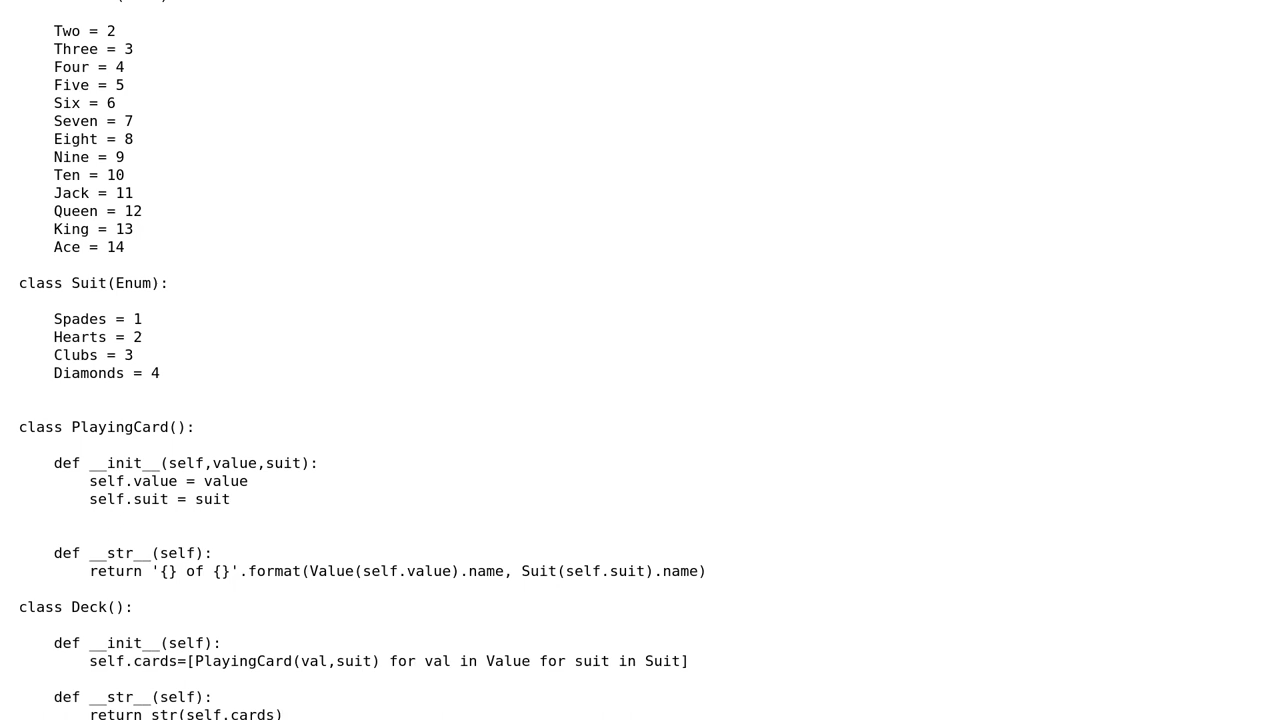 Two = 2
Three = 3
Four = 4
Five = 5
Six = 6
Seven = 7
Eight = 8
Nine = 9
Ten = 10
Jack = 11
Queen = 12
King = 13
Ace = 14
class Suit(Enum):
Spades = 1
Hearts = 2
Clubs = 3
Diamonds = 4
class PlayingCard():
def __init__(self,value,suit):
self.value = value
self.suit = suit
def __str__(self):
return '{} of {}'.format(Value(self.value).name, Suit(self.suit).name)
class Deck():
def __init__(self):
self.cards=[PlayingCard(val,suit) for val in Value for suit in Suit]
def __str__(self):
return str(self.cards)